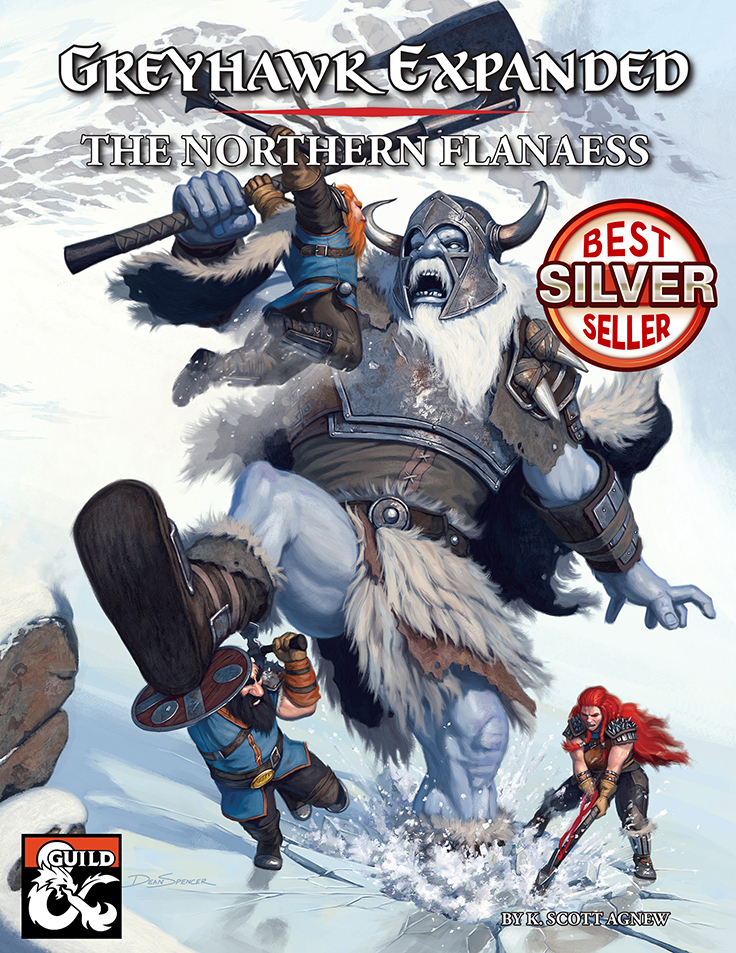 GREYHAWK EXPANDED
THE NORTHERN FLANAESS
BEST
SILVER
SELLER
GUILD
DEAN SPENCER
BY K. SCOTT AGNEW